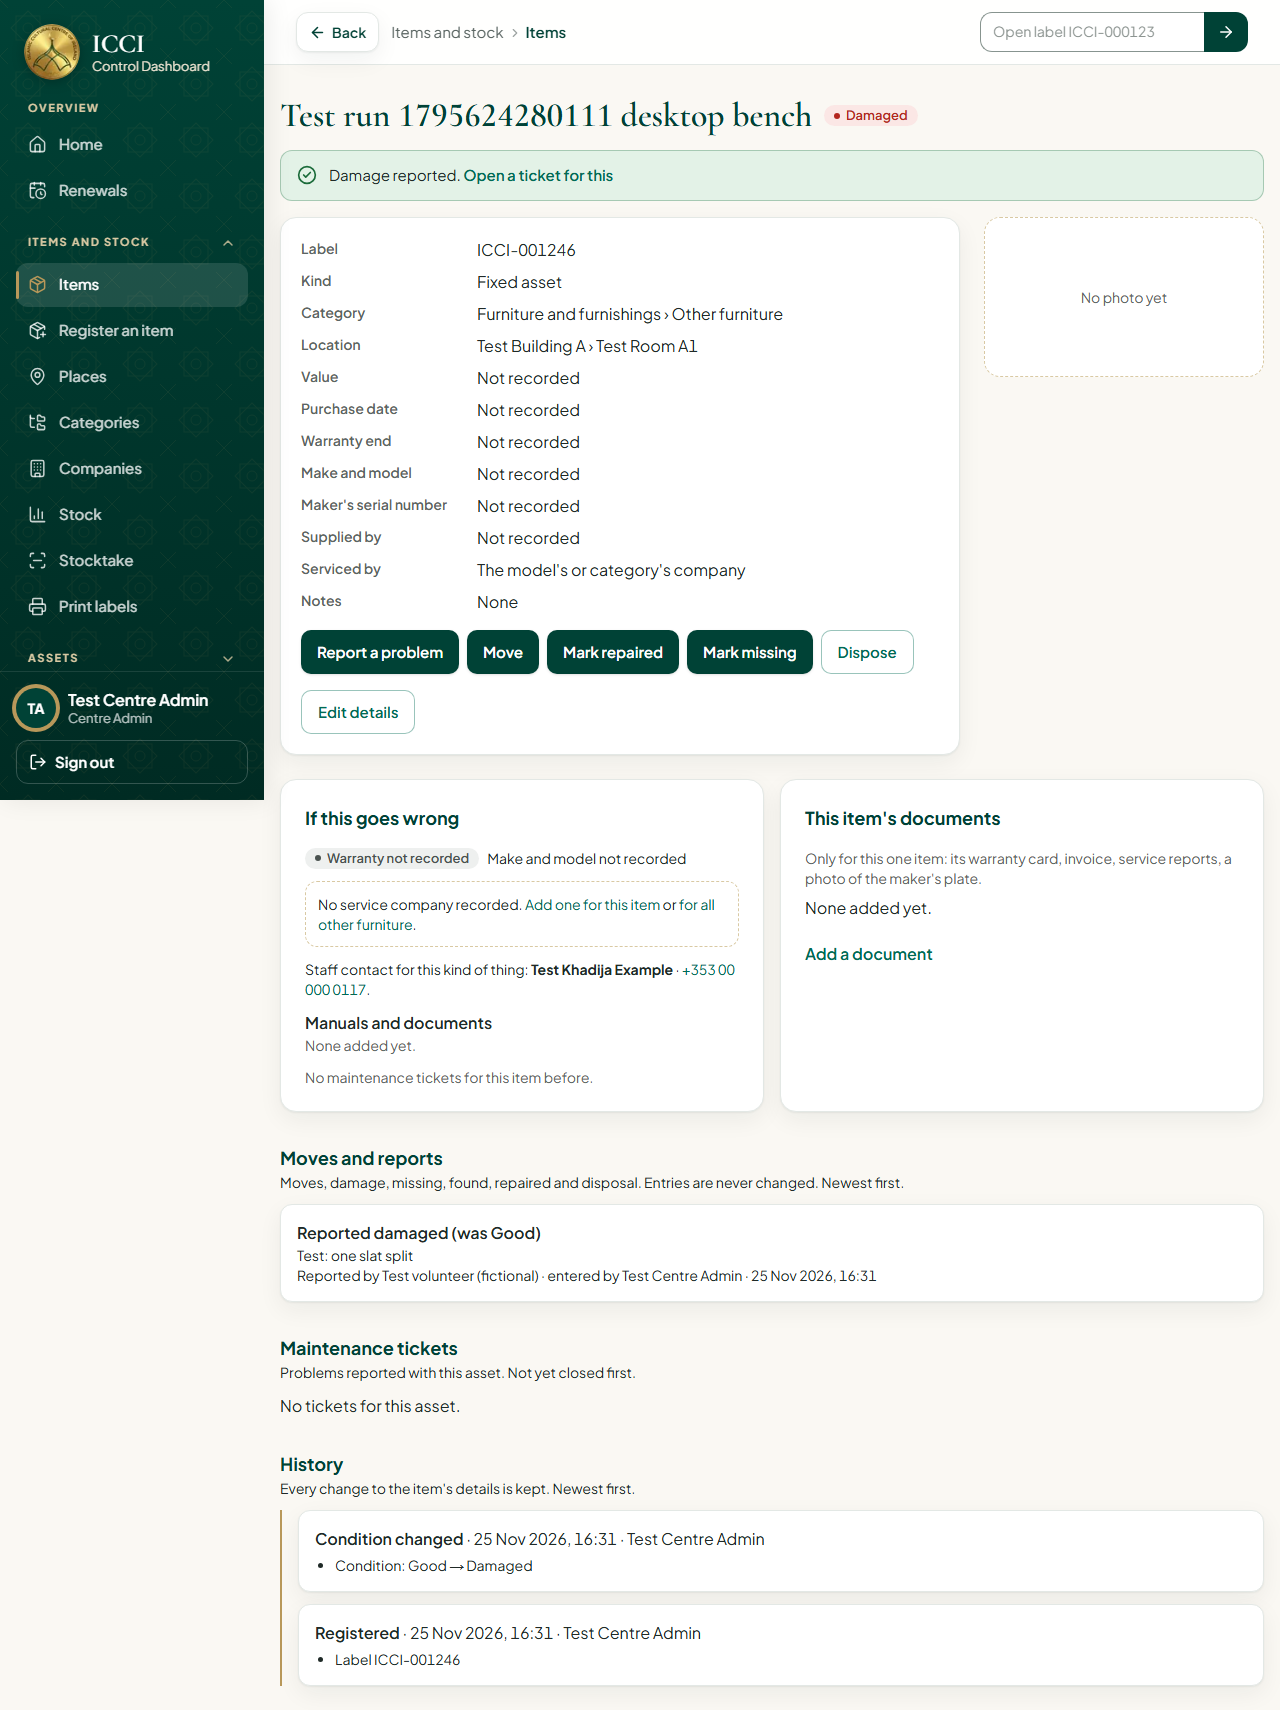 ICCI
Control Dashboard
OVERVIEW
Home
Renewals
ITEMS AND STOCK
Items
Register an item
Places
Categories
Companies
Stock
Stocktake
Print labels
ASSETS
TA
Test Centre Admin
Centre Admin
Sign out
Back
Items and stock › Items
Open label ICCI-000123
Test run 1795624280111 desktop bench
Damaged
Damage reported. Open a ticket for this
Label ICCI-001246
Kind Fixed asset
Category Furniture and furnishings › Other furniture
Location Test Building A › Test Room A1
Value Not recorded
Purchase date Not recorded
Warranty end Not recorded
Make and model Not recorded
Maker's serial number Not recorded
Supplied by Not recorded
Serviced by The model's or category's company
Notes None
Report a problem
Move
Mark repaired
Mark missing
Dispose
Edit details
No photo yet
If this goes wrong
Warranty not recorded Make and model not recorded
No service company recorded. Add one for this item or for all
other furniture.
Staff contact for this kind of thing: Test Khadija Example · +353 00
000 0117.
Manuals and documents
None added yet.
No maintenance tickets for this item before.
This item's documents
Only for this one item: its warranty card, invoice, service reports, a
photo of the maker's plate.
None added yet.
Add a document
Moves and reports
Moves, damage, missing, found, repaired and disposal. Entries are never changed. Newest first.
Reported damaged (was Good)
Test: one slat split
Reported by Test volunteer (fictional) · entered by Test Centre Admin · 25 Nov 2026, 16:31
Maintenance tickets
Problems reported with this asset. Not yet closed first.
No tickets for this asset.
History
Every change to the item's details is kept. Newest first.
Condition changed · 25 Nov 2026, 16:31 · Test Centre Admin
• Condition: Good → Damaged
Registered · 25 Nov 2026, 16:31 · Test Centre Admin
• Label ICCI-001246